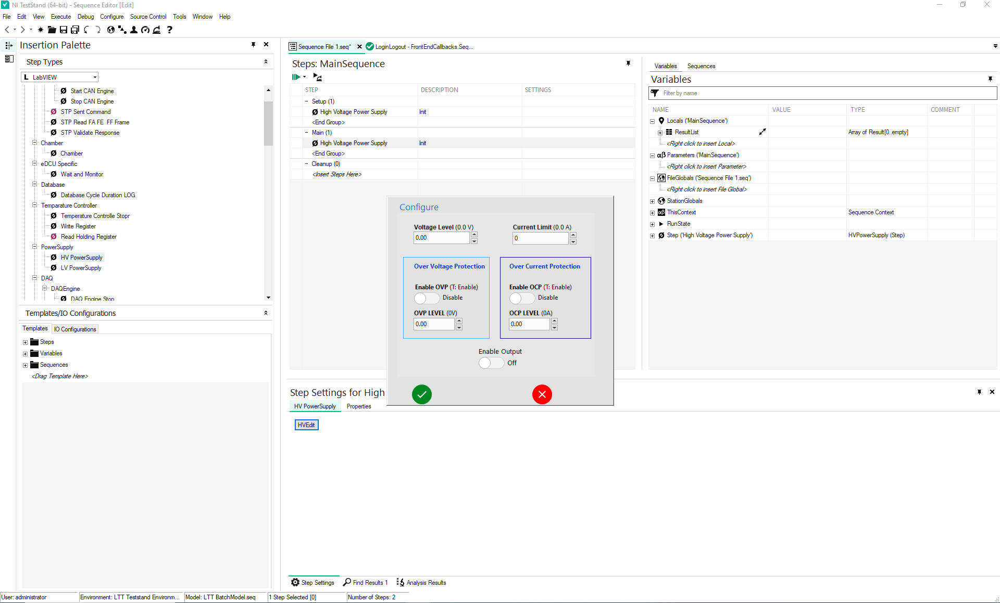 NI TestStand (64-bit) - Sequence Editor [Edit]
File Edit View Execute Debug Configure Source Control Tools Window Help
Insertion Palette
Step Types
L LabVIEW
Start CAN Engine
Stop CAN Engine
STP Sent Command
STP Read FA FE FF Frame
STP Validate Response
Chamber
Chamber
eDCU Specific
Wait and Monitor
Database
Database Cycle Duration LOG
Temparature Controller
Temperature Controlle Stopr
Write Register
Read Holding Register
PowerSupply
HV PowerSupply
LV PowerSupply
DAQ
DAQEngine
DAQ Engine Stop
Templates/IO Configurations
Templates IO Configurations
Steps
Variables
Sequences
<Drag Template Here>
Sequence File 1.seq* LoginLogout - FrontEndCallbacks.Seq...
Steps: MainSequence
STEP DESCRIPTION SETTINGS
Setup (1)
High Voltage Power Supply Init
<End Group>
Main (1)
High Voltage Power Supply Init
<End Group>
Cleanup (0)
<Insert Steps Here>
Configure
Voltage Level (0.0 V) Current Limit (0.0 A)
0.00 0
Over Voltage Protection Over Current Protection
Enable OVP (T: Enable) Enable OCP (T: Enable)
Disable Disable
OVP LEVEL (0V) OCP LEVEL (0A)
0.00 0.00
Enable Output
Off
Variables Sequences
Variables
Filter by name
NAME VALUE TYPE COMMENT
Locals ('MainSequence')
ResultList Array of Result[0..empty]
<Right click to insert Local>
αβ Parameters ('MainSequence')
<Right click to insert Parameter>
FileGlobals ('Sequence File 1.seq')
<Right click to insert File Global>
StationGlobals
αβ ThisContext Sequence Context
RunState
Step ('High Voltage Power Supply') HVPowerSupply (Step)
Step Settings for High
HV PowerSupply Properties
HVEdit
Step Settings Find Results 1 Analysis Results
User: administrator Environment: LTT Teststand Environm... Model: LTT BatchModel.seq 1 Step Selected [0] Number of Steps: 2